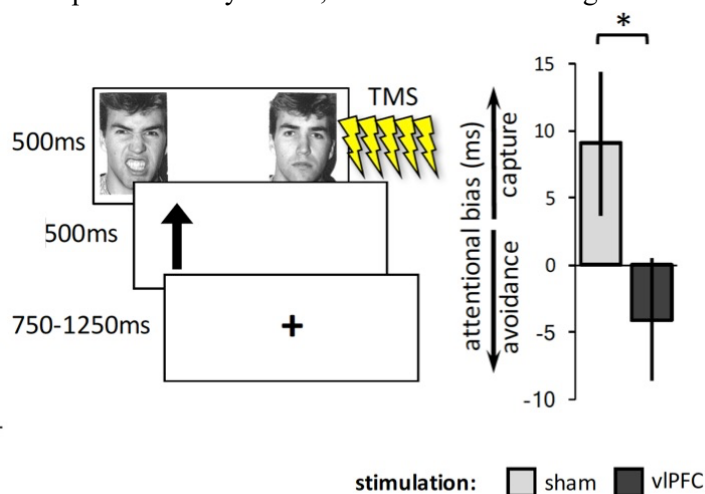 *
TMS
500ms
500ms
750-1250ms
+
attentional bias (ms)
avoidance capture
15
10
5
0
-5
-10
stimulation: sham vlPFC